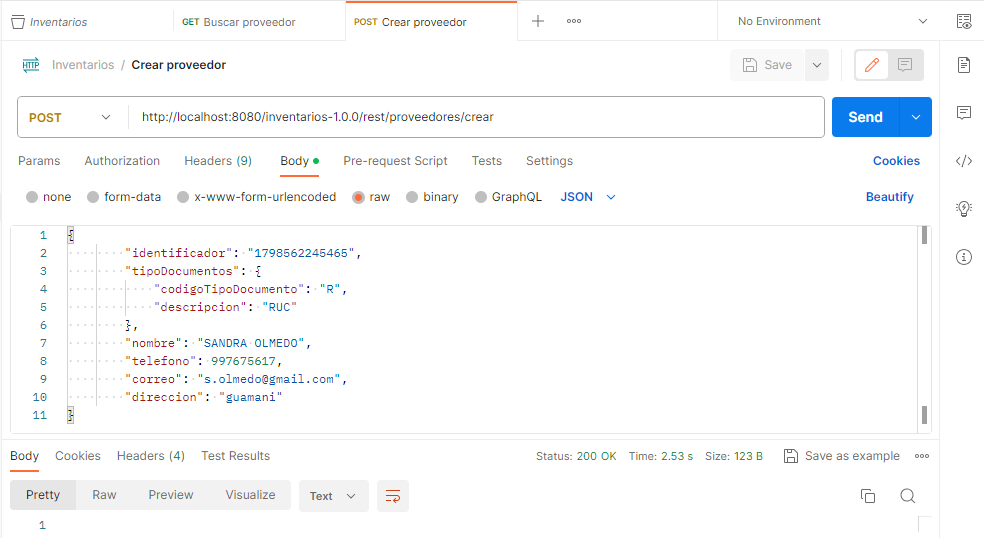 Inventarios
GET Buscar proveedor
POST Crear proveedor
No Environment
HTTP Inventarios / Crear proveedor
Save
POST
http://localhost:8080/inventarios-1.0.0/rest/proveedores/crear
Send
Params Authorization Headers (9) Body Pre-request Script Tests Settings Cookies
none form-data x-www-form-urlencoded raw binary GraphQL JSON Beautify
1 {
2 "identificador": "1798562245465",
3 "tipoDocumentos": {
4 "codigoTipoDocumento": "R",
5 "descripcion": "RUC"
6 },
7 "nombre": "SANDRA OLMEDO",
8 "telefono": 997675617,
9 "correo": "s.olmedo@gmail.com",
10 "direccion": "guamani"
11 }
Body Cookies Headers (4) Test Results Status: 200 OK Time: 2.53 s Size: 123 B Save as example
Pretty Raw Preview Visualize Text
1